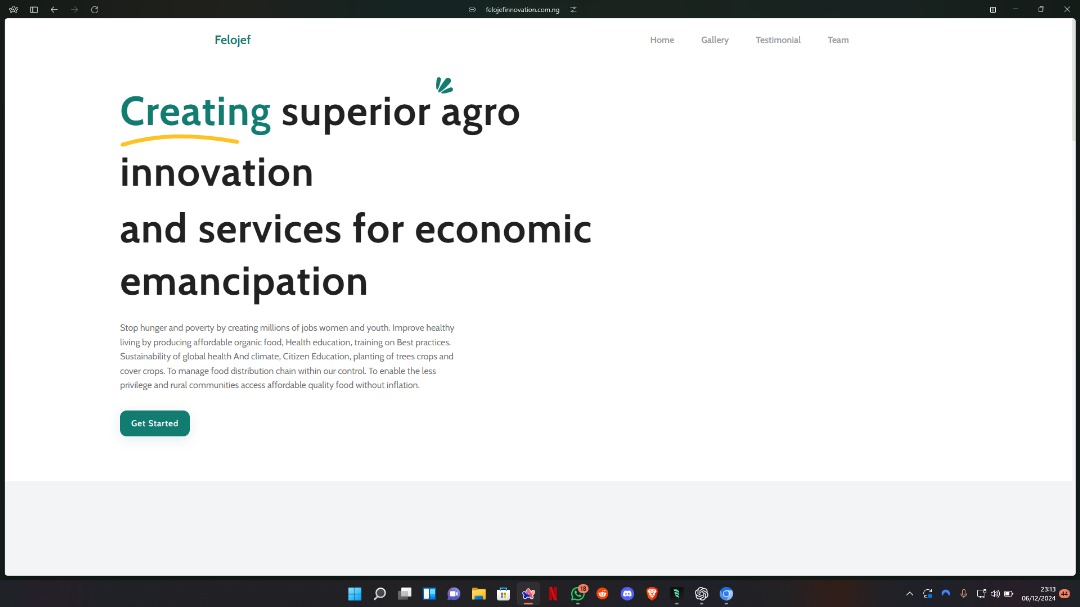 felojefinnovation.com.ng
Felojef
Home Gallery Testimonial Team
Creating superior agro
innovation
and services for economic
emancipation
Stop hunger and poverty by creating millions of jobs women and youth. Improve healthy
living by producing affordable organic food, Health education, training on Best practices.
Sustainability of global health And climate, Citizen Education, planting of trees crops and
cover crops. To manage food distribution chain within our control. To enable the less
privilege and rural communities access affordable quality food without inflation.
Get Started
23:13
06/12/2024